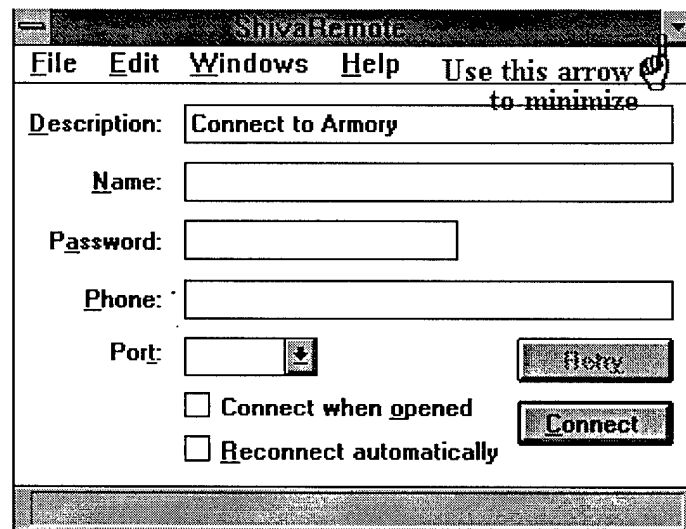 ShivaRemote
File Edit Windows Help
Use this arrow
to minimize
Description: Connect to Armory
Name:
Password:
Phone:
Port:
Retry
Connect when opened
Connect
Reconnect automatically